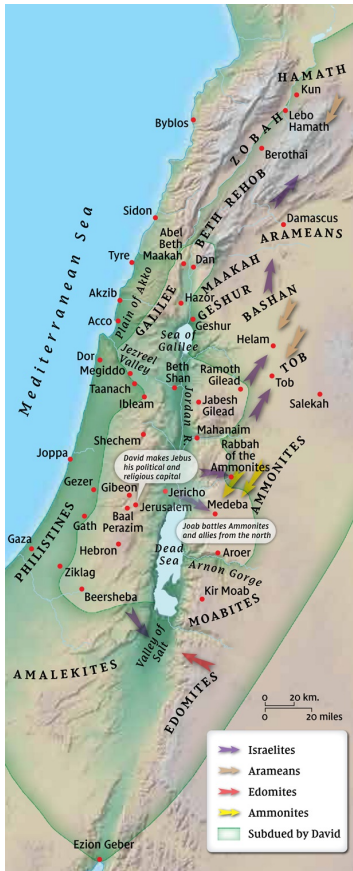 HAMATH
Kun
Lebo
Hamath
Byblos
ZOBAH
Berothai
BETH REHOB
Sidon
Damascus
ARAMEANS
Abel
Beth
Maakah
Dan
Tyre
MAAKAH
Mediterranean Sea
Plain of Akko
GALILEE
Akzib
Hazor
GESHUR
BASHAN
Acco
Geshur
Sea of
Galilee
Helam
Dor
Jezreel
Valley
Megiddo
Beth
Shan
TOB
Ramoth
Gilead
Tob
Taanach
Jabesh
Gilead
Salekah
Ibleam
Jordan R.
Mahanaim
Shechem
Rabbah
of the
Ammonites
AMMONITES
Joppa
David makes Jebus
his political and
religious capital
Gezer
Gibeon
Jericho
Medeba
Jerusalem
Gath
Baal
Perazim
Joab battles Ammonites
and allies from the north
Gaza
PHILISTINES
Hebron
Dead
Sea
Aroer
Ziklag
Arnon Gorge
Beersheba
Kir Moab
MOABITES
Valley of
Salt
AMALEKITES
EDOMITES
0 20 km.
0 20 miles
Israelites
Arameans
Edomites
Ammonites
Subdued by David
Ezion Geber